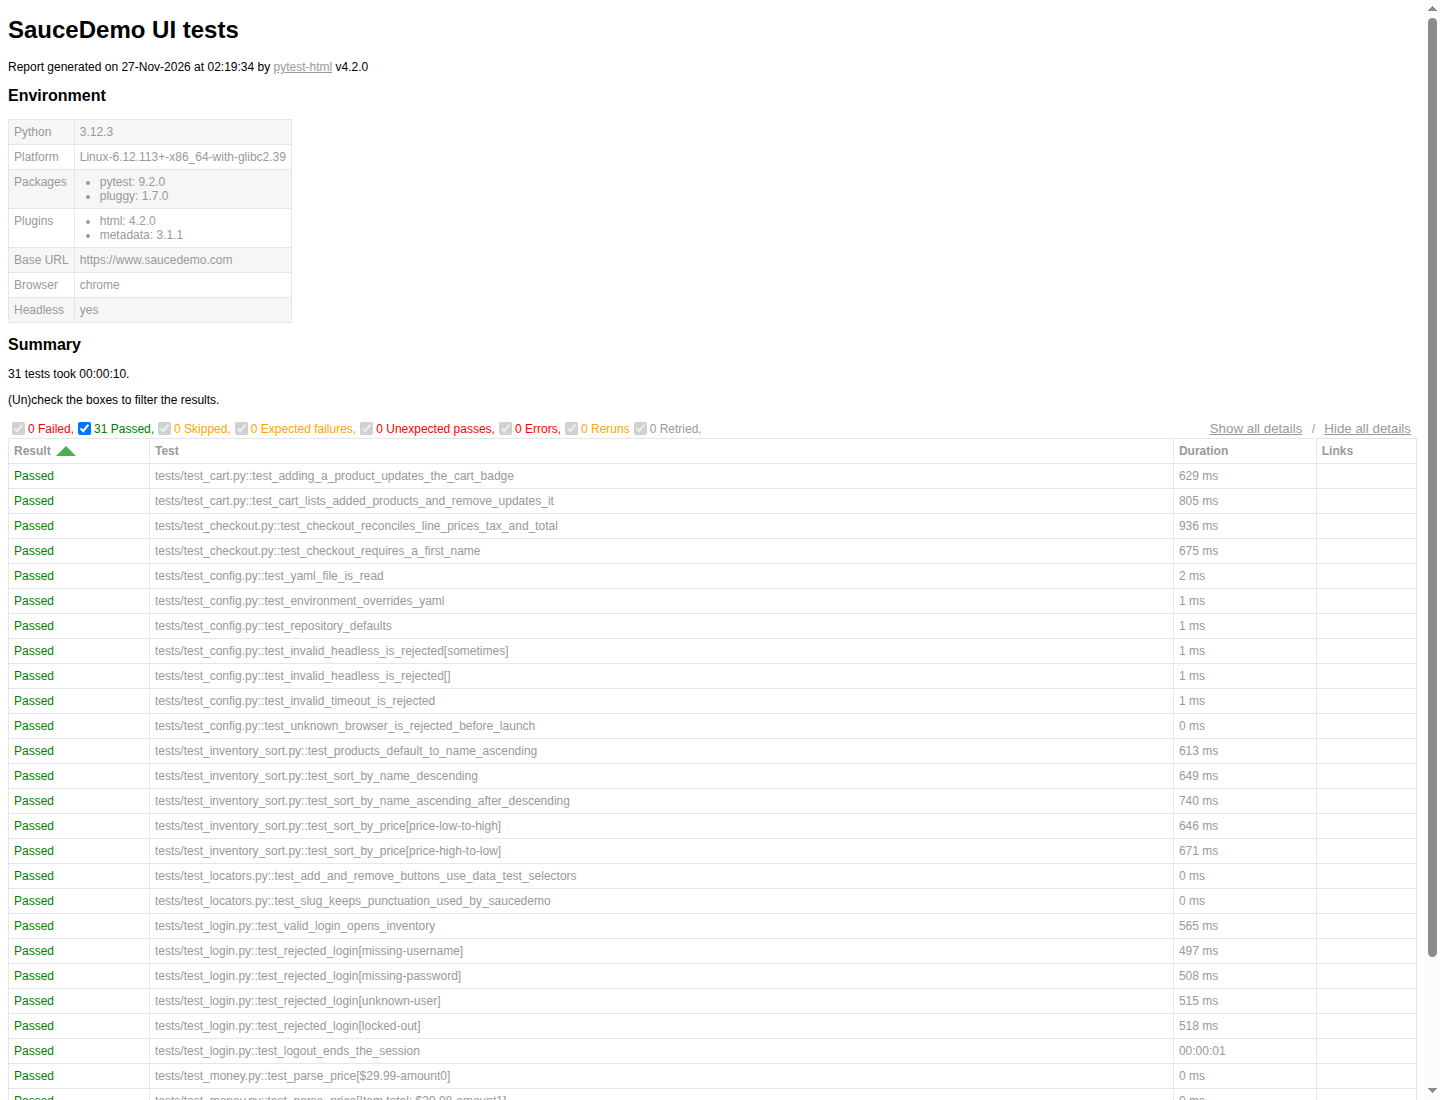 SauceDemo UI tests
Report generated on 27-Nov-2026 at 02:19:34 by pytest-html v4.2.0
Environment
Python 3.12.3
Platform Linux-6.12.113+-x86_64-with-glibc2.39
Packages pytest: 9.2.0
pluggy: 1.7.0
Plugins html: 4.2.0
metadata: 3.1.1
Base URL https://www.saucedemo.com
Browser chrome
Headless yes
Summary
31 tests took 00:00:10.
(Un)check the boxes to filter the results.
0 Failed, 31 Passed, 0 Skipped, 0 Expected failures, 0 Unexpected passes, 0 Errors, 0 Reruns 0 Retried, Show all details / Hide all details
Result Test Duration Links
Passed tests/test_cart.py::test_adding_a_product_updates_the_cart_badge 629 ms
Passed tests/test_cart.py::test_cart_lists_added_products_and_remove_updates_it 805 ms
Passed tests/test_checkout.py::test_checkout_reconciles_line_prices_tax_and_total 936 ms
Passed tests/test_checkout.py::test_checkout_requires_a_first_name 675 ms
Passed tests/test_config.py::test_yaml_file_is_read 2 ms
Passed tests/test_config.py::test_environment_overrides_yaml 1 ms
Passed tests/test_config.py::test_repository_defaults 1 ms
Passed tests/test_config.py::test_invalid_headless_is_rejected[sometimes] 1 ms
Passed tests/test_config.py::test_invalid_headless_is_rejected[] 1 ms
Passed tests/test_config.py::test_invalid_timeout_is_rejected 1 ms
Passed tests/test_config.py::test_unknown_browser_is_rejected_before_launch 0 ms
Passed tests/test_inventory_sort.py::test_products_default_to_name_ascending 613 ms
Passed tests/test_inventory_sort.py::test_sort_by_name_descending 649 ms
Passed tests/test_inventory_sort.py::test_sort_by_name_ascending_after_descending 740 ms
Passed tests/test_inventory_sort.py::test_sort_by_price[price-low-to-high] 646 ms
Passed tests/test_inventory_sort.py::test_sort_by_price[price-high-to-low] 671 ms
Passed tests/test_locators.py::test_add_and_remove_buttons_use_data_test_selectors 0 ms
Passed tests/test_locators.py::test_slug_keeps_punctuation_used_by_saucedemo 0 ms
Passed tests/test_login.py::test_valid_login_opens_inventory 565 ms
Passed tests/test_login.py::test_rejected_login[missing-username] 497 ms
Passed tests/test_login.py::test_rejected_login[missing-password] 508 ms
Passed tests/test_login.py::test_rejected_login[unknown-user] 515 ms
Passed tests/test_login.py::test_rejected_login[locked-out] 518 ms
Passed tests/test_login.py::test_logout_ends_the_session 00:00:01
Passed tests/test_money.py::test_parse_price[$29.99-amount0] 0 ms
Passed tests/test_money.py::test_parse_price[Item total: $39.98-amount1] 0 ms